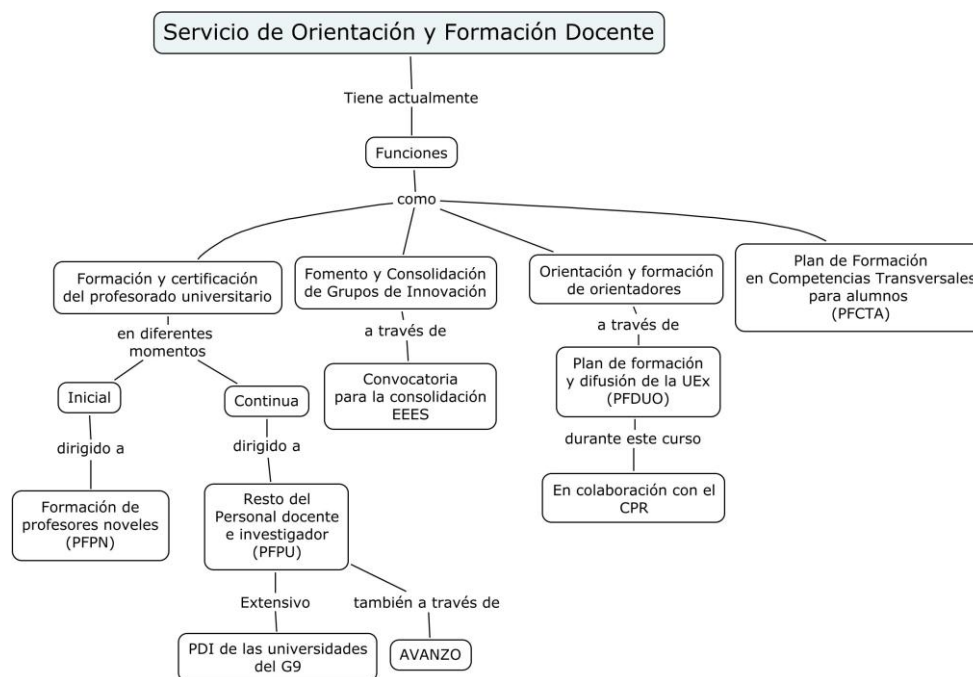 Servicio de Orientación y Formación Docente
Tiene actualmente
Funciones
como
Formación y certificación
del profesorado universitario
en diferentes
momentos
Inicial
dirigido a
Formación de
profesores noveles
(PFPN)
Continua
dirigido a
Resto del
Personal docente
e investigador
(PFPU)
Extensivo
PDI de las universidades
del G9
también a través de
AVANZO
Fomento y Consolidación
de Grupos de Innovación
a través de
Convocatoria
para la consolidación
EEES
Orientación y formación
de orientadores
a través de
Plan de formación
y difusión de la UEx
(PFDUO)
durante este curso
En colaboración con el
CPR
Plan de Formación
en Competencias Transversales
para alumnos
(PFCTA)